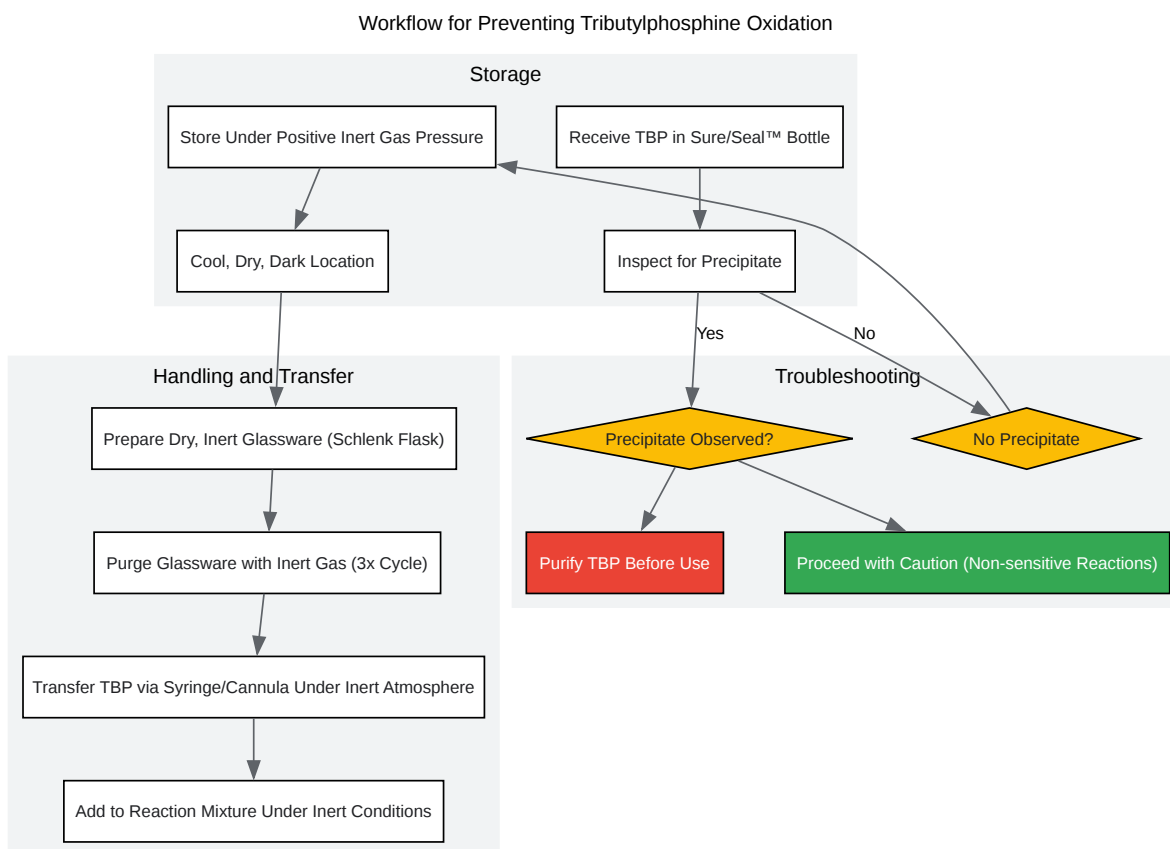 Workflow for Preventing Tributylphosphine Oxidation
Storage
Store Under Positive Inert Gas Pressure
Receive TBP in Sure/Seal™ Bottle
Cool, Dry, Dark Location
Inspect for Precipitate
Yes
No
Handling and Transfer
Troubleshooting
Prepare Dry, Inert Glassware (Schlenk Flask)
Precipitate Observed?
No Precipitate
Purge Glassware with Inert Gas (3x Cycle)
Purify TBP Before Use
Proceed with Caution (Non-sensitive Reactions)
Transfer TBP via Syringe/Cannula Under Inert Atmosphere
Add to Reaction Mixture Under Inert Conditions